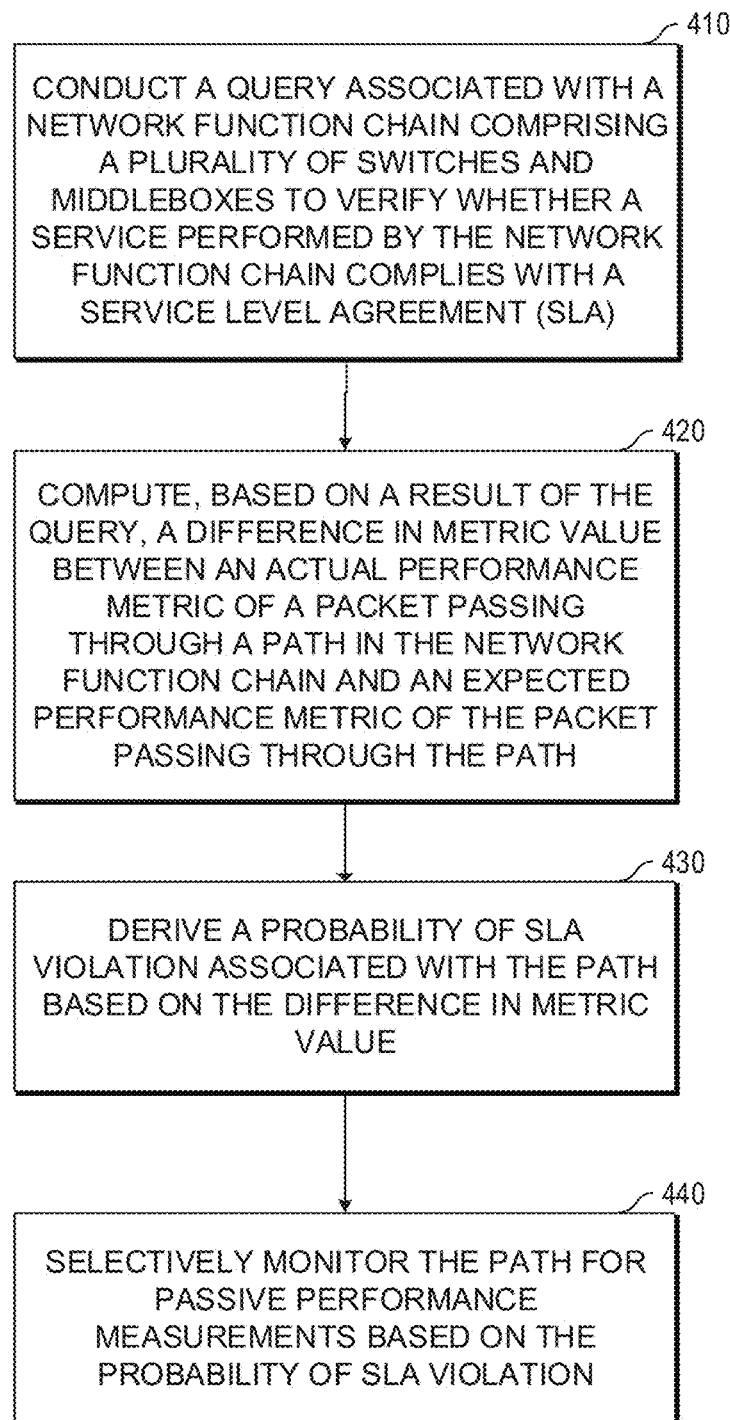 410
CONDUCT A QUERY ASSOCIATED WITH A
NETWORK FUNCTION CHAIN COMPRISING
A PLURALITY OF SWITCHES AND
MIDDLEBOXES TO VERIFY WHETHER A
SERVICE PERFORMED BY THE NETWORK
FUNCTION CHAIN COMPLIES WITH A
SERVICE LEVEL AGREEMENT (SLA)
420
COMPUTE, BASED ON A RESULT OF THE
QUERY, A DIFFERENCE IN METRIC VALUE
BETWEEN AN ACTUAL PERFORMANCE
METRIC OF A PACKET PASSING
THROUGH A PATH IN THE NETWORK
FUNCTION CHAIN AND AN EXPECTED
PERFORMANCE METRIC OF THE PACKET
PASSING THROUGH THE PATH
430
DERIVE A PROBABILITY OF SLA
VIOLATION ASSOCIATED WITH THE PATH
BASED ON THE DIFFERENCE IN METRIC
VALUE
440
SELECTIVELY MONITOR THE PATH FOR
PASSIVE PERFORMANCE
MEASUREMENTS BASED ON THE
PROBABILITY OF SLA VIOLATION